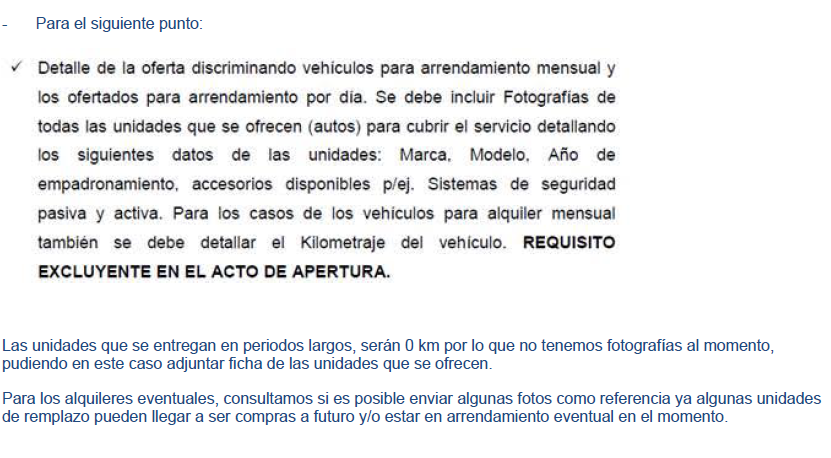 - Para el siguiente punto:
✓ Detalle de la oferta discriminando vehículos para arrendamiento mensual y
los ofertados para arrendamiento por día. Se debe incluir Fotografías de
todas las unidades que se ofrecen (autos) para cubrir el servicio detallando
los siguientes datos de las unidades: Marca, Modelo, Año de
empadronamiento, accesorios disponibles p/ej. Sistemas de seguridad
pasiva y activa. Para los casos de los vehículos para alquiler mensual
también se debe detallar el Kilometraje del vehículo. REQUISITO
EXCLUYENTE EN EL ACTO DE APERTURA.
Las unidades que se entregan en periodos largos, serán 0 km por lo que no tenemos fotografías al momento,
pudiendo en este caso adjuntar ficha de las unidades que se ofrecen.
Para los alquileres eventuales, consultamos si es posible enviar algunas fotos como referencia ya algunas unidades
de remplazo pueden llegar a ser compras a futuro y/o estar en arrendamiento eventual en el momento.